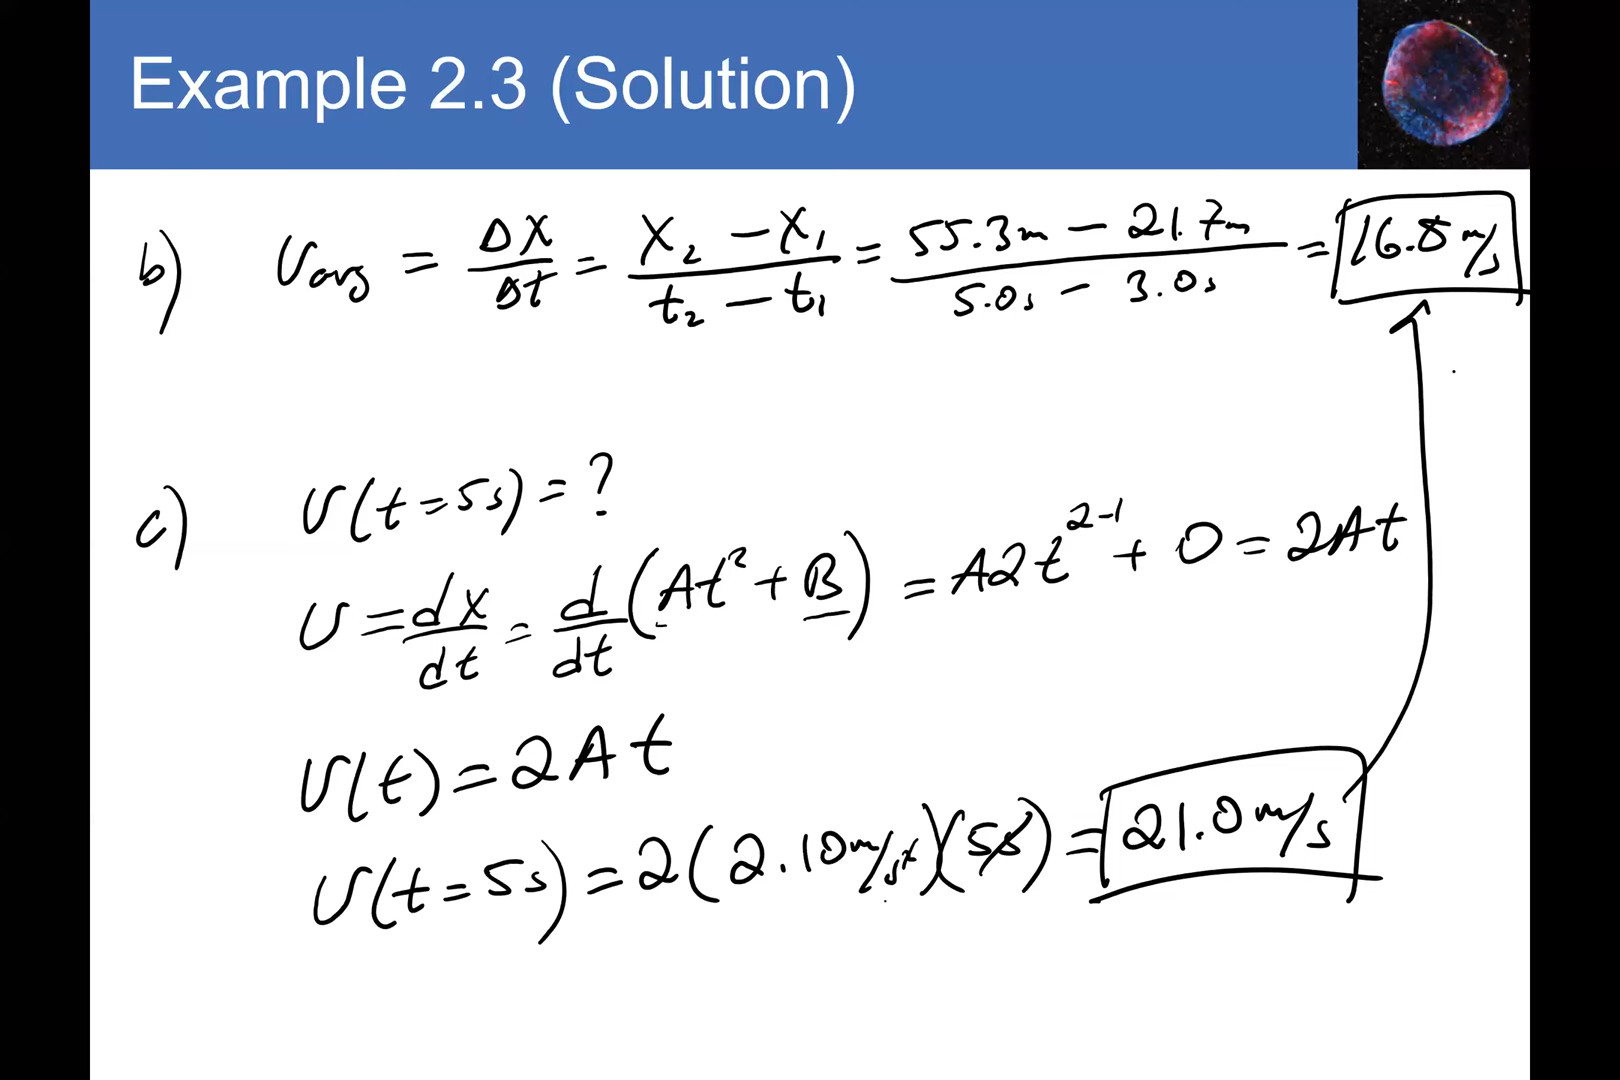 Example 2.3 (Solution)
b) v_avg = Δx/Δt = (x₂ − x₁)/(t₂ − t₁) = (55.3m − 21.7m)/(5.0s − 3.0s) = 16.8 m/s
c) v(t = 5s) = ?
v = dx/dt = d/dt (At² + B) = A2t²⁻¹ + 0 = 2At
v(t) = 2At
v(t = 5s) = 2(2.10 m/s²)(5s) = 21.0 m/s